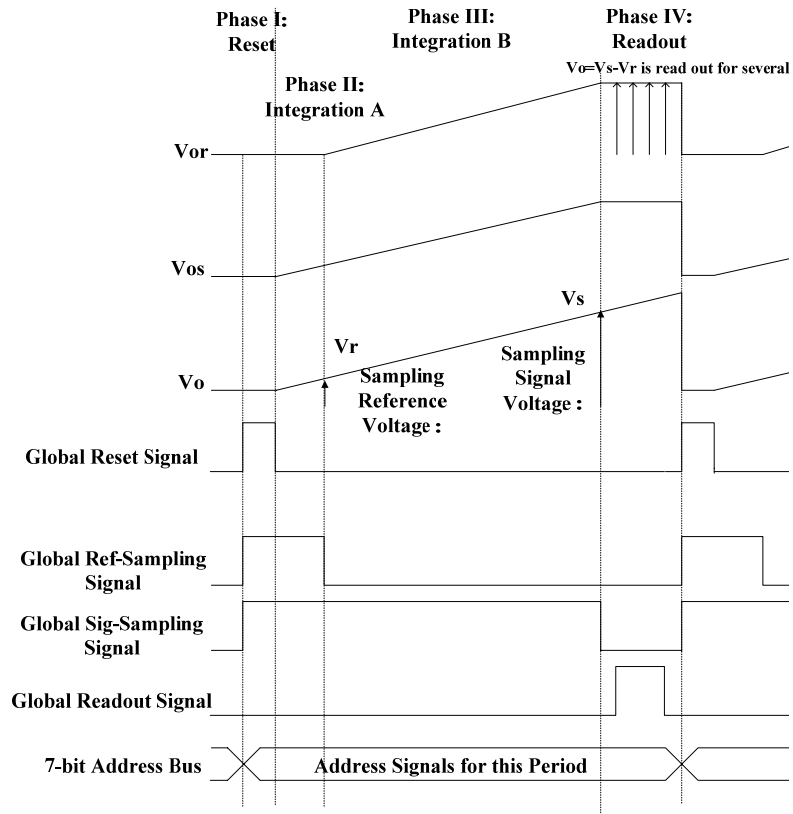 Phase I:
Reset
Phase III:
Integration B
Phase IV:
Readout
Vo=Vs-Vr is read out for several
Phase II:
Integration A
Vor
Vos
Vs
Vr
Vo
Sampling
Reference
Voltage:
Sampling
Signal
Voltage:
Global Reset Signal
Global Ref-Sampling
Signal
Global Sig-Sampling
Signal
Global Readout Signal
7-bit Address Bus
Address Signals for this Period